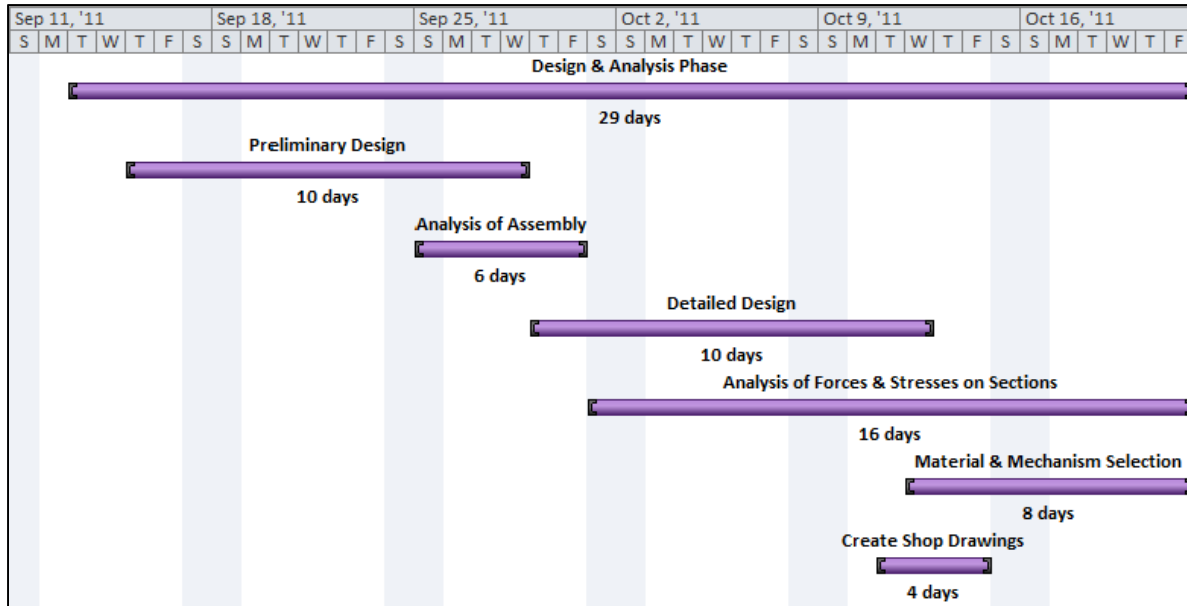 Sep 11, '11 Sep 18, '11 Sep 25, '11 Oct 2, '11 Oct 9, '11 Oct 16, '11
S M T W T F S S M T W T F S S M T W T F S S M T W T F S S M T W T F S S M T W T F
Design & Analysis Phase
29 days
Preliminary Design
10 days
Analysis of Assembly
6 days
Detailed Design
10 days
Analysis of Forces & Stresses on Sections
16 days
Material & Mechanism Selection
8 days
Create Shop Drawings
4 days